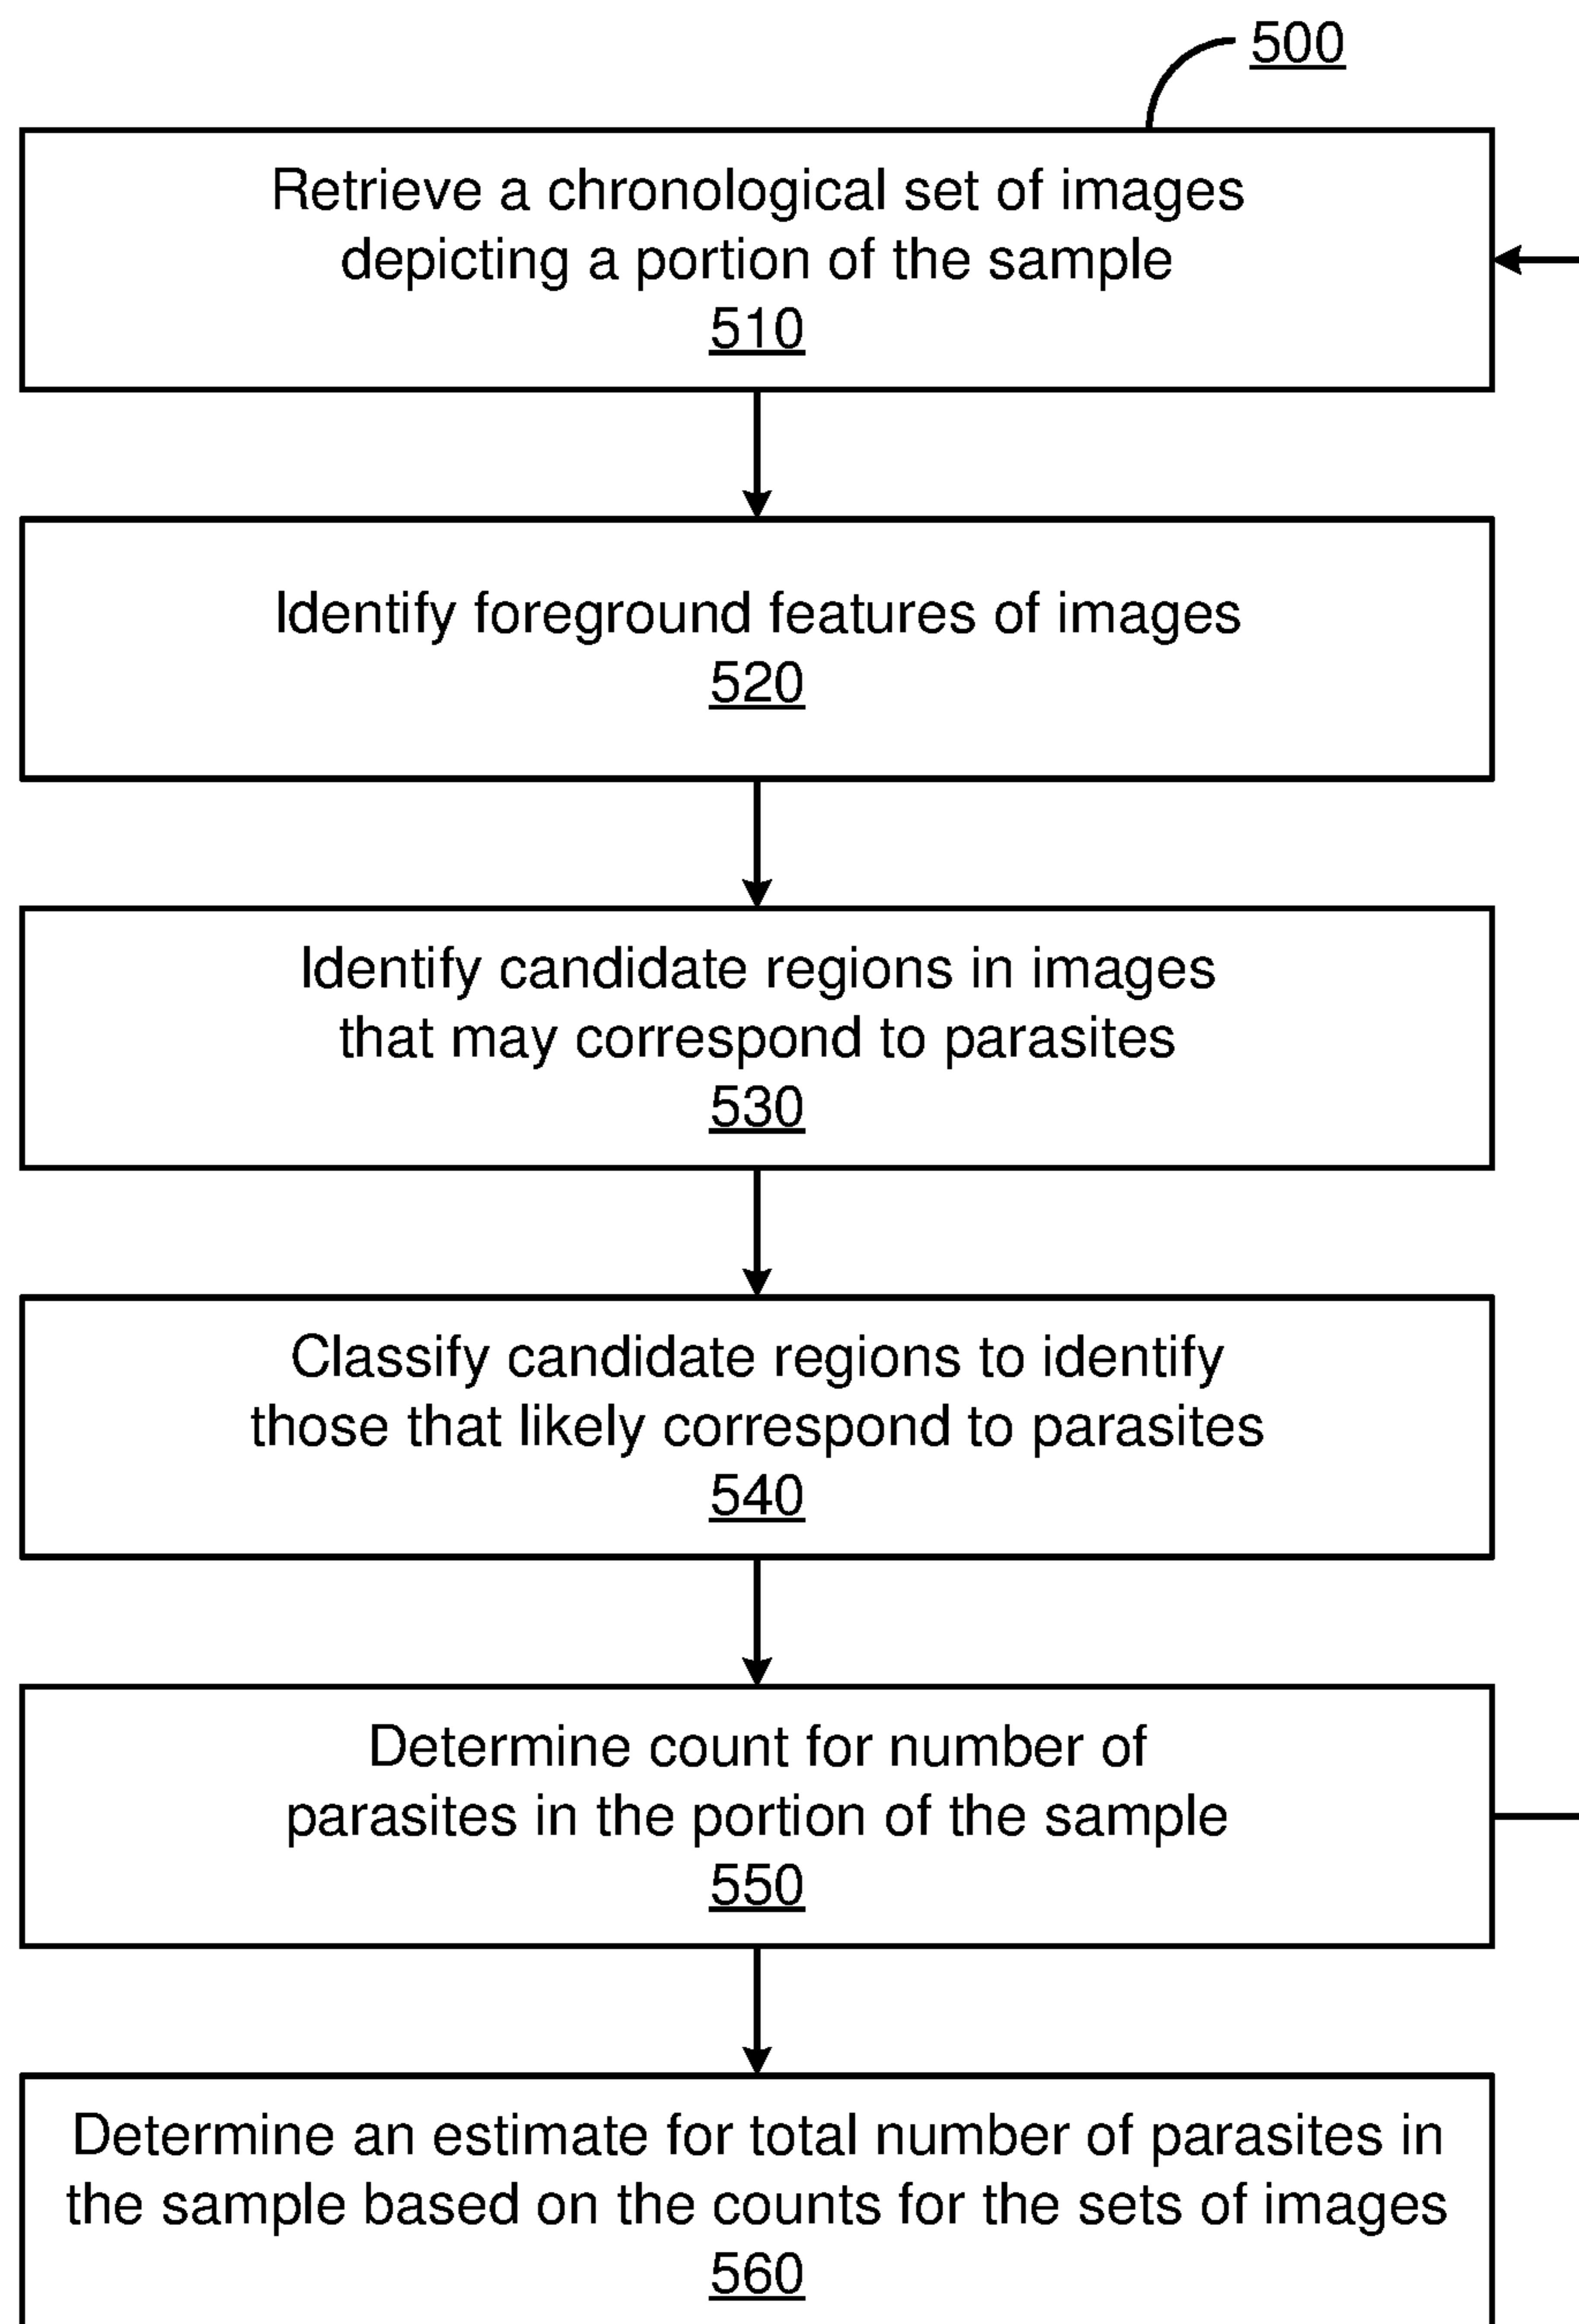 500
Retrieve a chronological set of images
depicting a portion of the sample
510
Identify foreground features of images
520
Identify candidate regions in images
that may correspond to parasites
530
Classify candidate regions to identify
those that likely correspond to parasites
540
Determine count for number of
parasites in the portion of the sample
550
Determine an estimate for total number of parasites in
the sample based on the counts for the sets of images
560